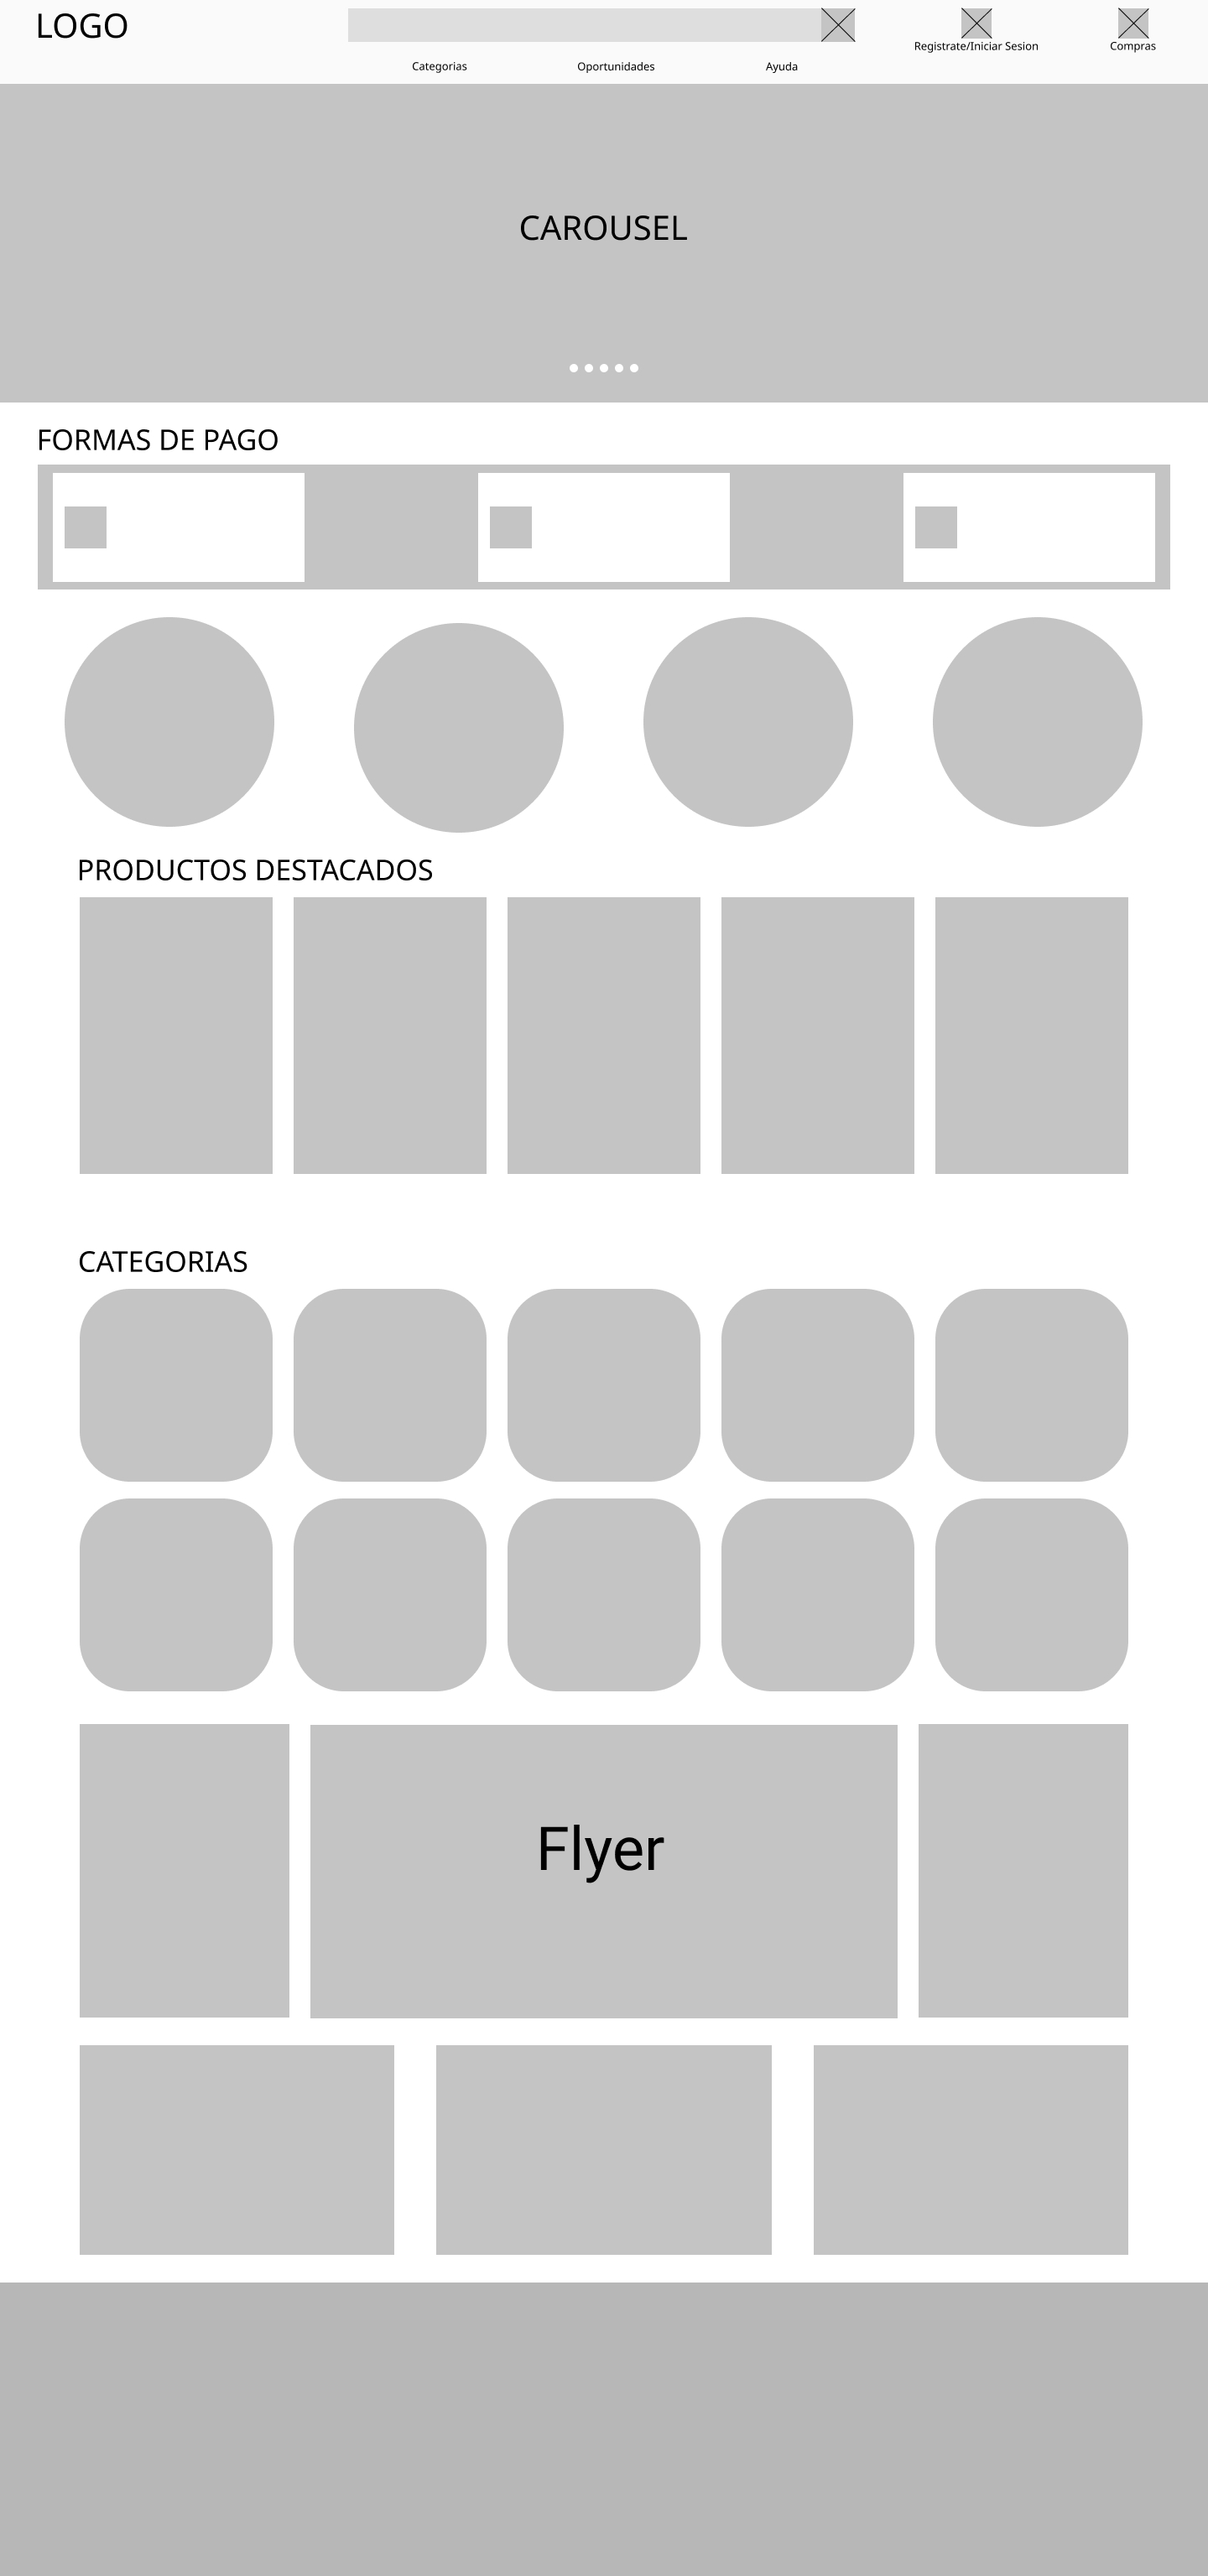 LOGO
Registrate/Iniciar Sesion
Compras
Categorias
Oportunidades
Ayuda
CAROUSEL
FORMAS DE PAGO
PRODUCTOS DESTACADOS
CATEGORIAS
Flyer